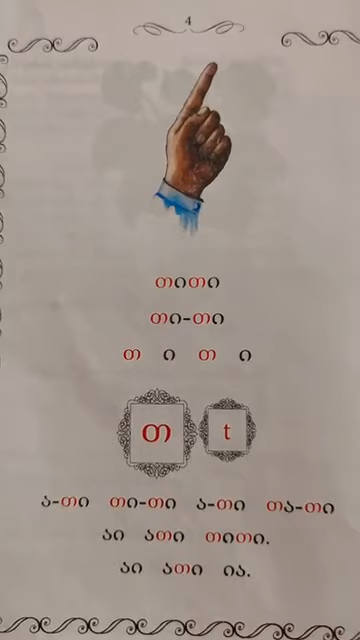 4
თითი
თი-თი
თ ი თ ი
თ t
ა-თი თი-თი ა-თი თა-თი
აი ათი თითი.
აი ათი ია.